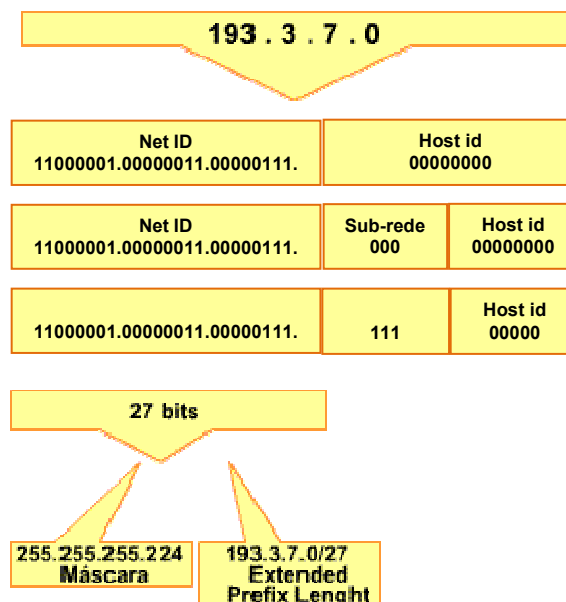 193 . 3 . 7 . 0
Net ID
11000001.00000011.00000111.
Host id
00000000
Net ID
11000001.00000011.00000111.
Sub-rede
000
Host id
00000000
11000001.00000011.00000111.
111
Host id
00000
27 bits
255.255.255.224
Máscara
193.3.7.0/27
Extended
Prefix Lenght